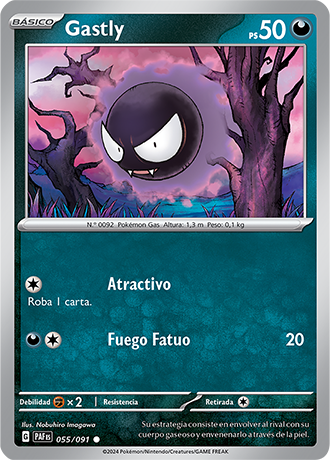 BÁSICO Gastly PS50
N.º 0092 Pokémon Gas Altura: 1,3 m Peso: 0,1 kg
Atractivo
Roba 1 carta.
Fuego Fatuo 20
Debilidad ×2 Resistencia Retirada
Ilus. Nobuhiro Imagawa
G PAF ES 055/091
Su estrategia consiste en envolver al rival con su
cuerpo gaseoso y envenenarlo a través de la piel.
©2024 Pokémon/Nintendo/Creatures/GAME FREAK